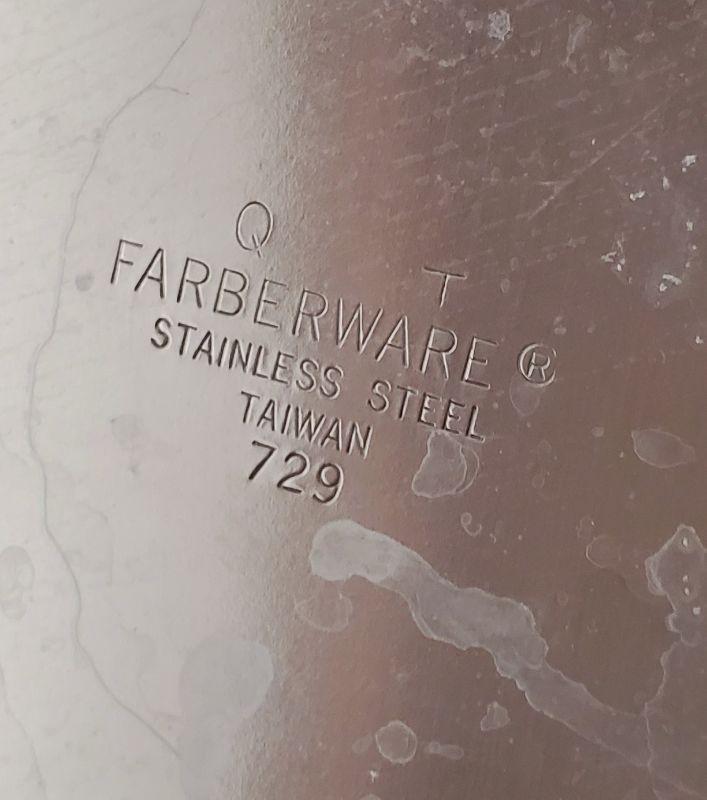 Q T
FARBERWARE ®
STAINLESS STEEL
TAIWAN
729